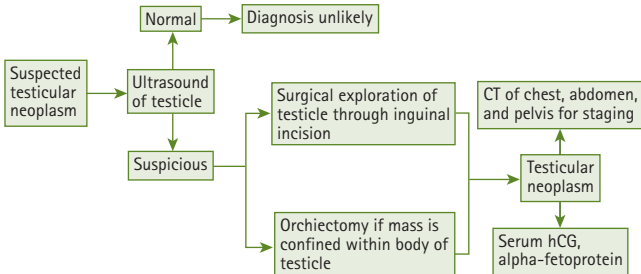 Normal
Diagnosis unlikely
Suspected
testicular
neoplasm
Ultrasound
of testicle
Suspicious
Surgical exploration of
testicle through inguinal
incision
Orchiectomy if mass is
confined within body of
testicle
CT of chest, abdomen,
and pelvis for staging
Testicular
neoplasm
Serum hCG,
alpha-fetoprotein